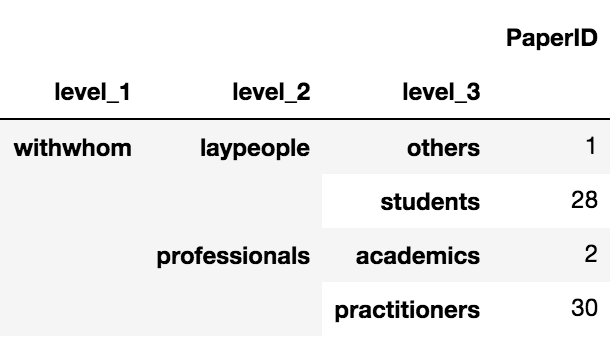 PaperID
level_1 level_2 level_3
withwhom laypeople others 1
students 28
professionals academics 2
practitioners 30